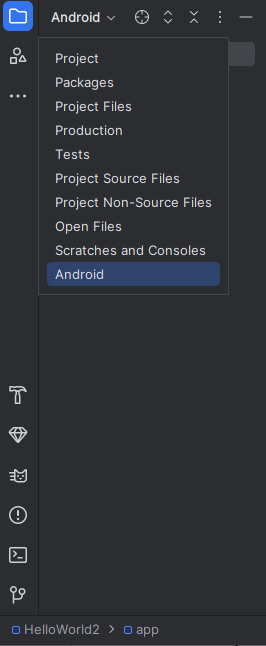 Android
Project
Packages
Project Files
Production
Tests
Project Source Files
Project Non-Source Files
Open Files
Scratches and Consoles
Android
HelloWorld2 > app